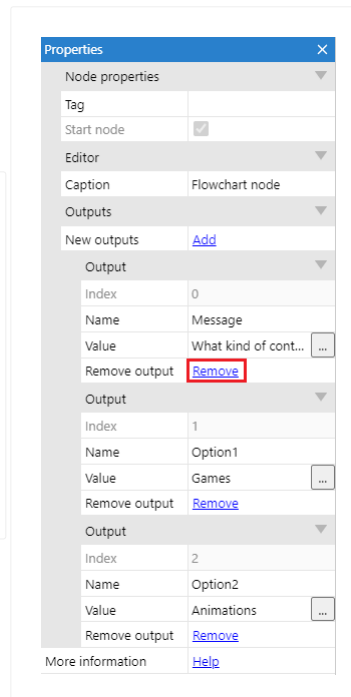 Properties
Node properties
Tag
Start node
Editor
Caption Flowchart node
Outputs
New outputs Add
Output
Index 0
Name Message
Value What kind of cont... ...
Remove output Remove
Output
Index 1
Name Option1
Value Games ...
Remove output Remove
Output
Index 2
Name Option2
Value Animations ...
Remove output Remove
More information Help